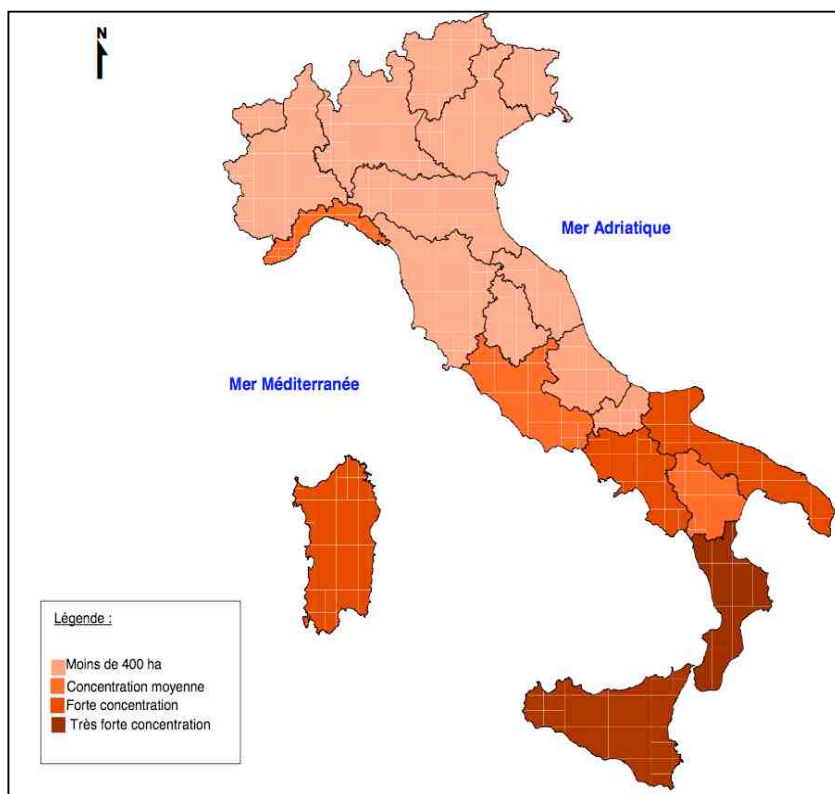 N
Mer Adriatique
Mer Méditerranée
Légende :
Moins de 400 ha
Concentration moyenne
Forte concentration
Très forte concentration